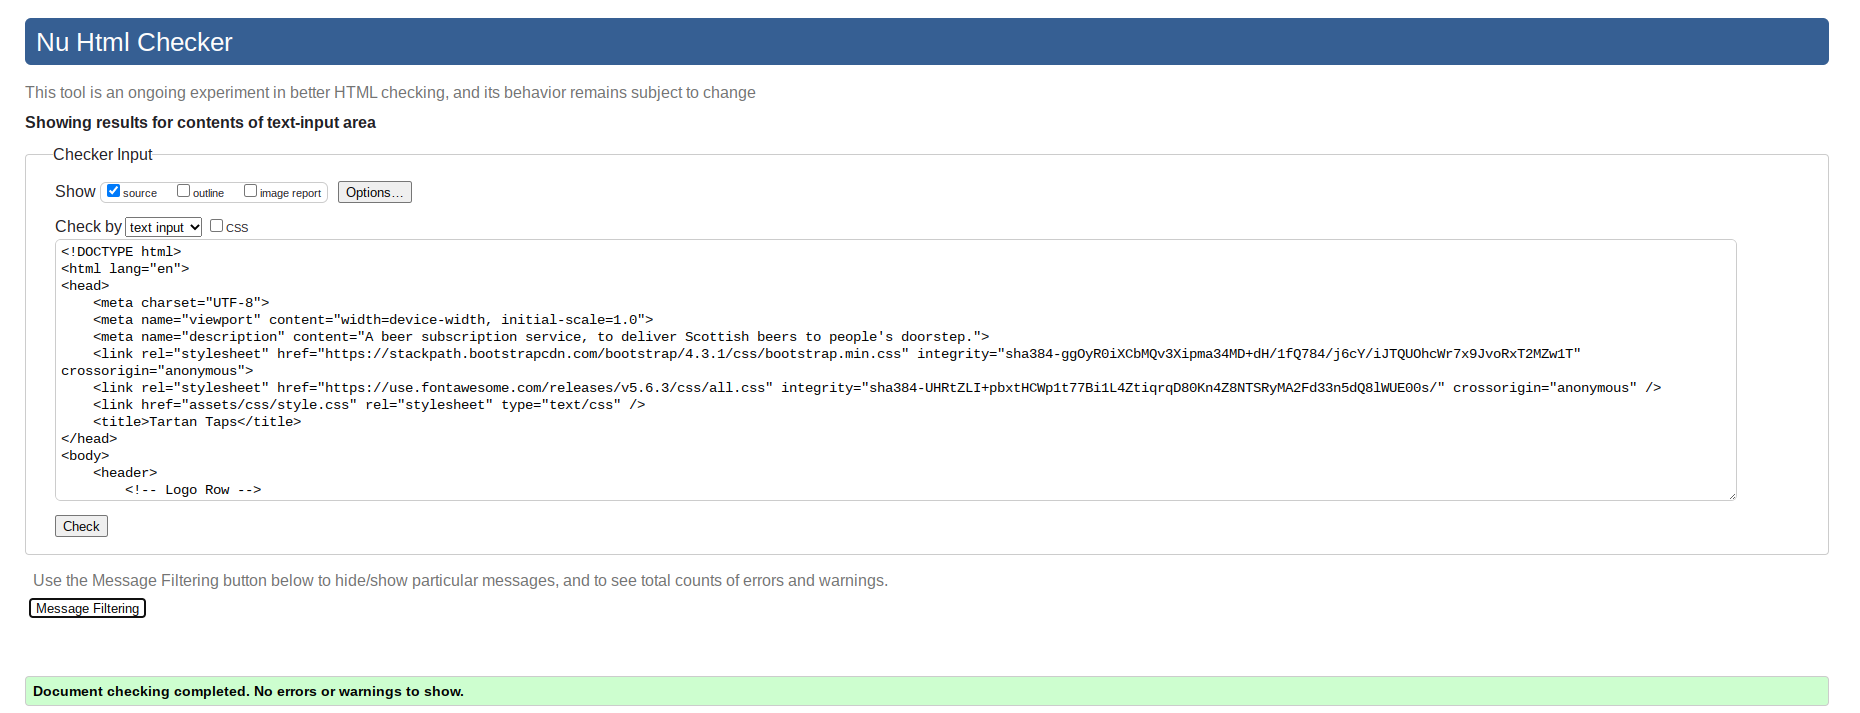 Nu Html Checker
This tool is an ongoing experiment in better HTML checking, and its behavior remains subject to change
Showing results for contents of text-input area
Checker Input
Show source outline image report Options…
Check by text input CSS
<!DOCTYPE html>
<html lang="en">
<head>
    <meta charset="UTF-8">
    <meta name="viewport" content="width=device-width, initial-scale=1.0">
    <meta name="description" content="A beer subscription service, to deliver Scottish beers to people's doorstep.">
    <link rel="stylesheet" href="https://stackpath.bootstrapcdn.com/bootstrap/4.3.1/css/bootstrap.min.css" integrity="sha384-ggOyR0iXCbMQv3Xipma34MD+dH/1fQ784/j6cY/iJTQUOhcWr7x9JvoRxT2MZw1T"
crossorigin="anonymous">
    <link rel="stylesheet" href="https://use.fontawesome.com/releases/v5.6.3/css/all.css" integrity="sha384-UHRtZLI+pbxtHCWp1t77Bi1L4ZtiqrqD80Kn4Z8NTSRyMA2Fd33n5dQ8lWUE00s/" crossorigin="anonymous" />
    <link href="assets/css/style.css" rel="stylesheet" type="text/css" />
    <title>Tartan Taps</title>
</head>
<body>
    <header>
        <!-- Logo Row -->
Check
Use the Message Filtering button below to hide/show particular messages, and to see total counts of errors and warnings.
Message Filtering
Document checking completed. No errors or warnings to show.